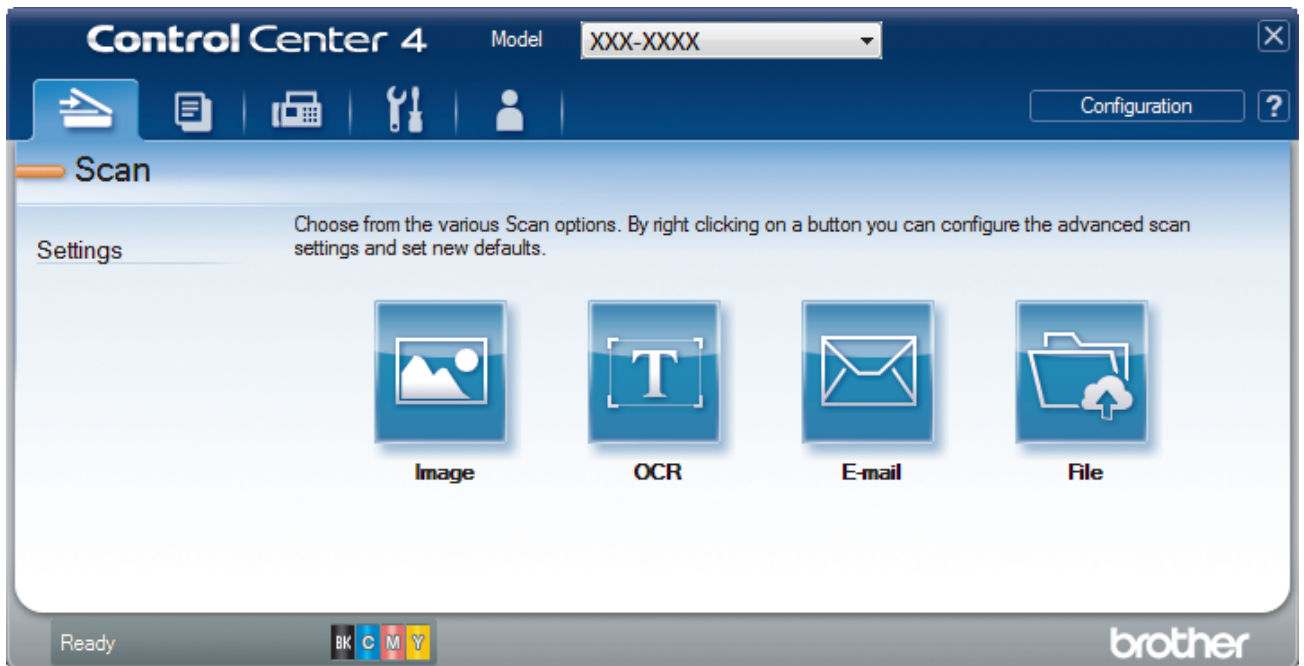 ControlCenter 4
Model
XXX-XXXX
Configuration
?
Scan
Settings
Choose from the various Scan options. By right clicking on a button you can configure the advanced scan
settings and set new defaults.
T
Image
OCR
E-mail
File
Ready
BK C M Y
brother